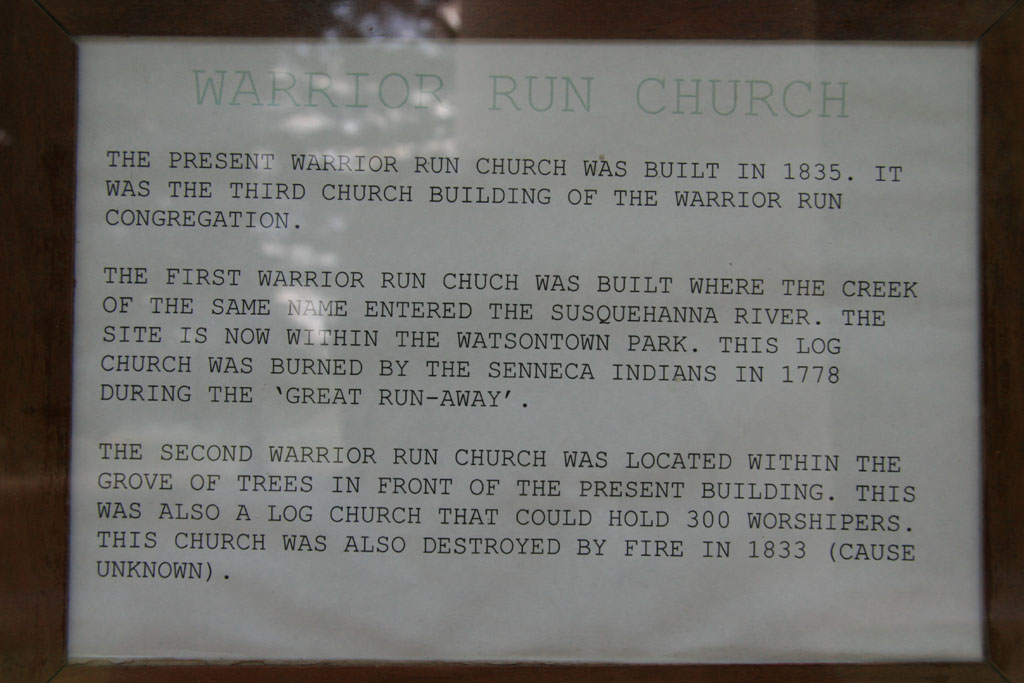 WARRIOR RUN CHURCH
THE PRESENT WARRIOR RUN CHURCH WAS BUILT IN 1835. IT
WAS THE THIRD CHURCH BUILDING OF THE WARRIOR RUN
CONGREGATION.
THE FIRST WARRIOR RUN CHUCH WAS BUILT WHERE THE CREEK
OF THE SAME NAME ENTERED THE SUSQUEHANNA RIVER. THE
SITE IS NOW WITHIN THE WATSONTOWN PARK. THIS LOG
CHURCH WAS BURNED BY THE SENNECA INDIANS IN 1778
DURING THE ‘GREAT RUN-AWAY’.
THE SECOND WARRIOR RUN CHURCH WAS LOCATED WITHIN THE
GROVE OF TREES IN FRONT OF THE PRESENT BUILDING. THIS
WAS ALSO A LOG CHURCH THAT COULD HOLD 300 WORSHIPERS.
THIS CHURCH WAS ALSO DESTROYED BY FIRE IN 1833 (CAUSE
UNKNOWN).